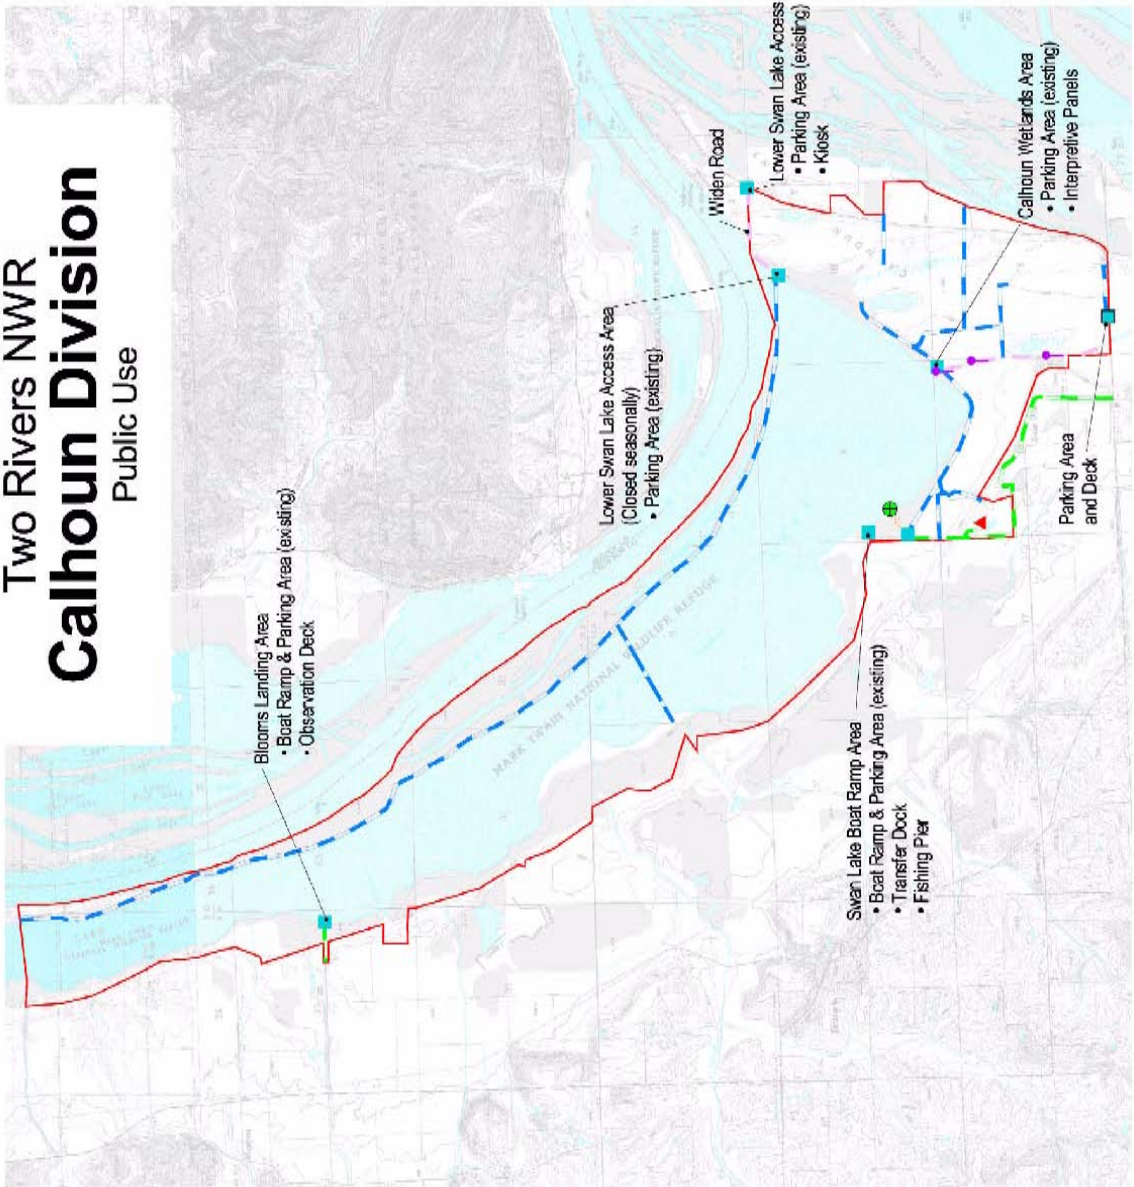 Two Rivers NWR
Calhoun Division
Public Use
Blooms Landing Area
• Boat Ramp & Parking Area (existing)
• Observation Deck
Lower Swan Lake Access Area
(Closed seasonally)
• Parking Area (existing)
Widen Road
Lower Swan Lake Access
• Parking Area (existing)
• Kiosk
Calhoun Wetlands Area
• Parking Area (existing)
• Interpretive Panels
Parking Area
and Deck
Swan Lake Boat Ramp Area
• Boat Ramp & Parking Area (existing)
• Transfer Dock
• Fishing Pier
MARK TWAIN NATIONAL WILDLIFE REFUGE